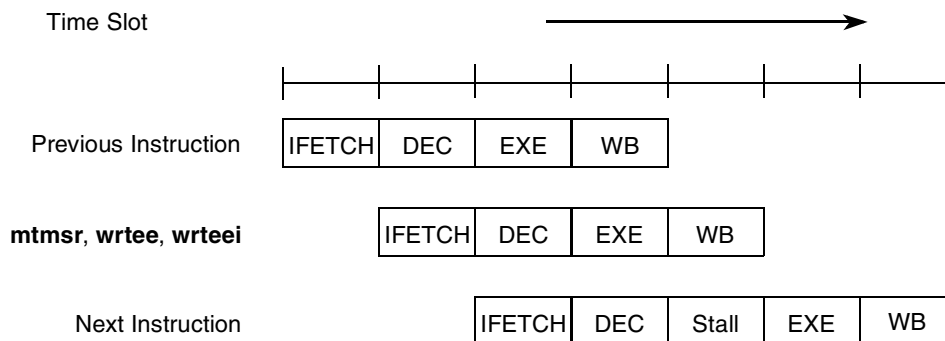 Time Slot
Previous Instruction IFETCH DEC EXE WB
mtmsr, wrtee, wrteei IFETCH DEC EXE WB
Next Instruction IFETCH DEC Stall EXE WB